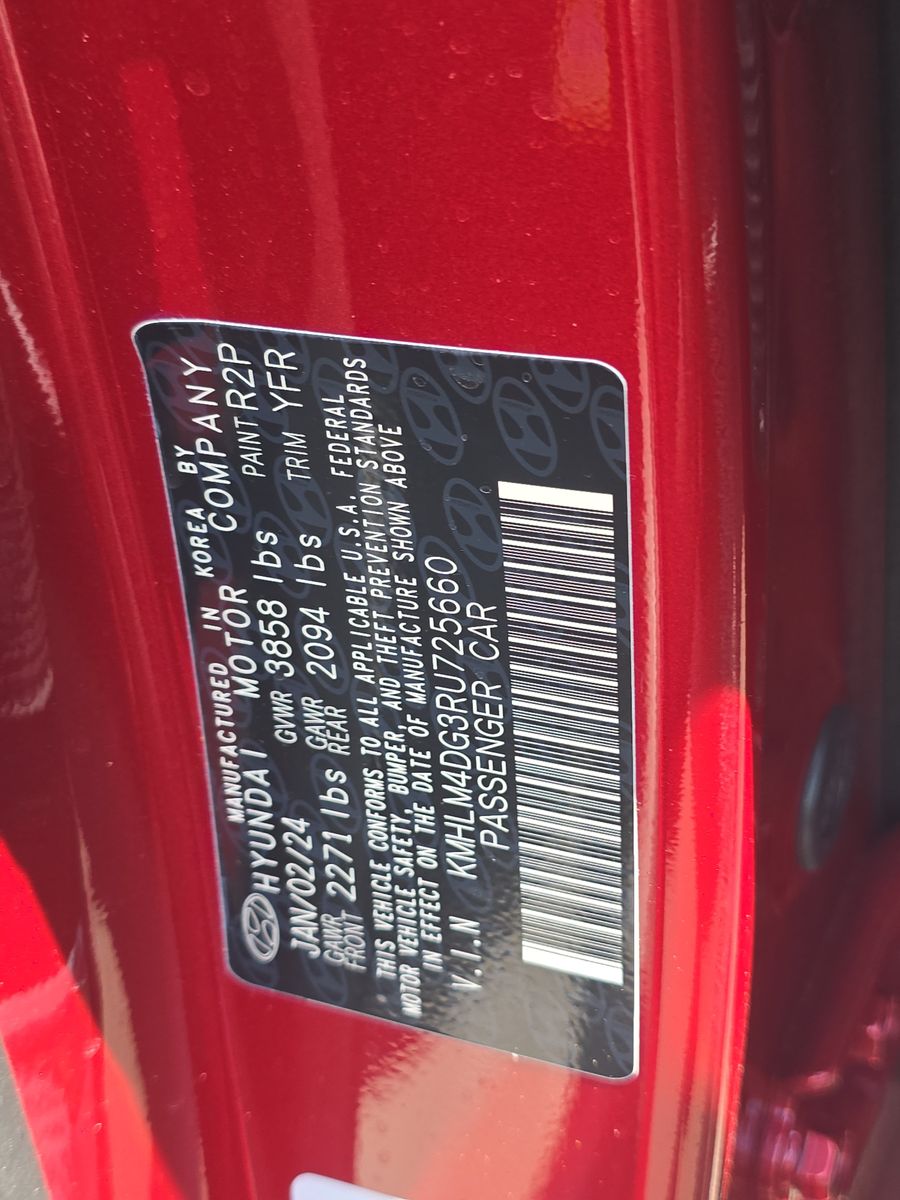 MANUFACTURED IN KOREA BY
HYUNDAI MOTOR COMPANY
JAN/02/24 GVWR 3858 lbs PAINT R2P
GAWR FRONT 2271 lbs GAWR REAR 2094 lbs TRIM YFR
THIS VEHICLE CONFORMS TO ALL APPLICABLE U.S.A. FEDERAL
MOTOR VEHICLE SAFETY, BUMPER, AND THEFT PREVENTION STANDARDS
IN EFFECT ON THE DATE OF MANUFACTURE SHOWN ABOVE
V.I.N KMHLM4DG3RU725660
PASSENGER CAR